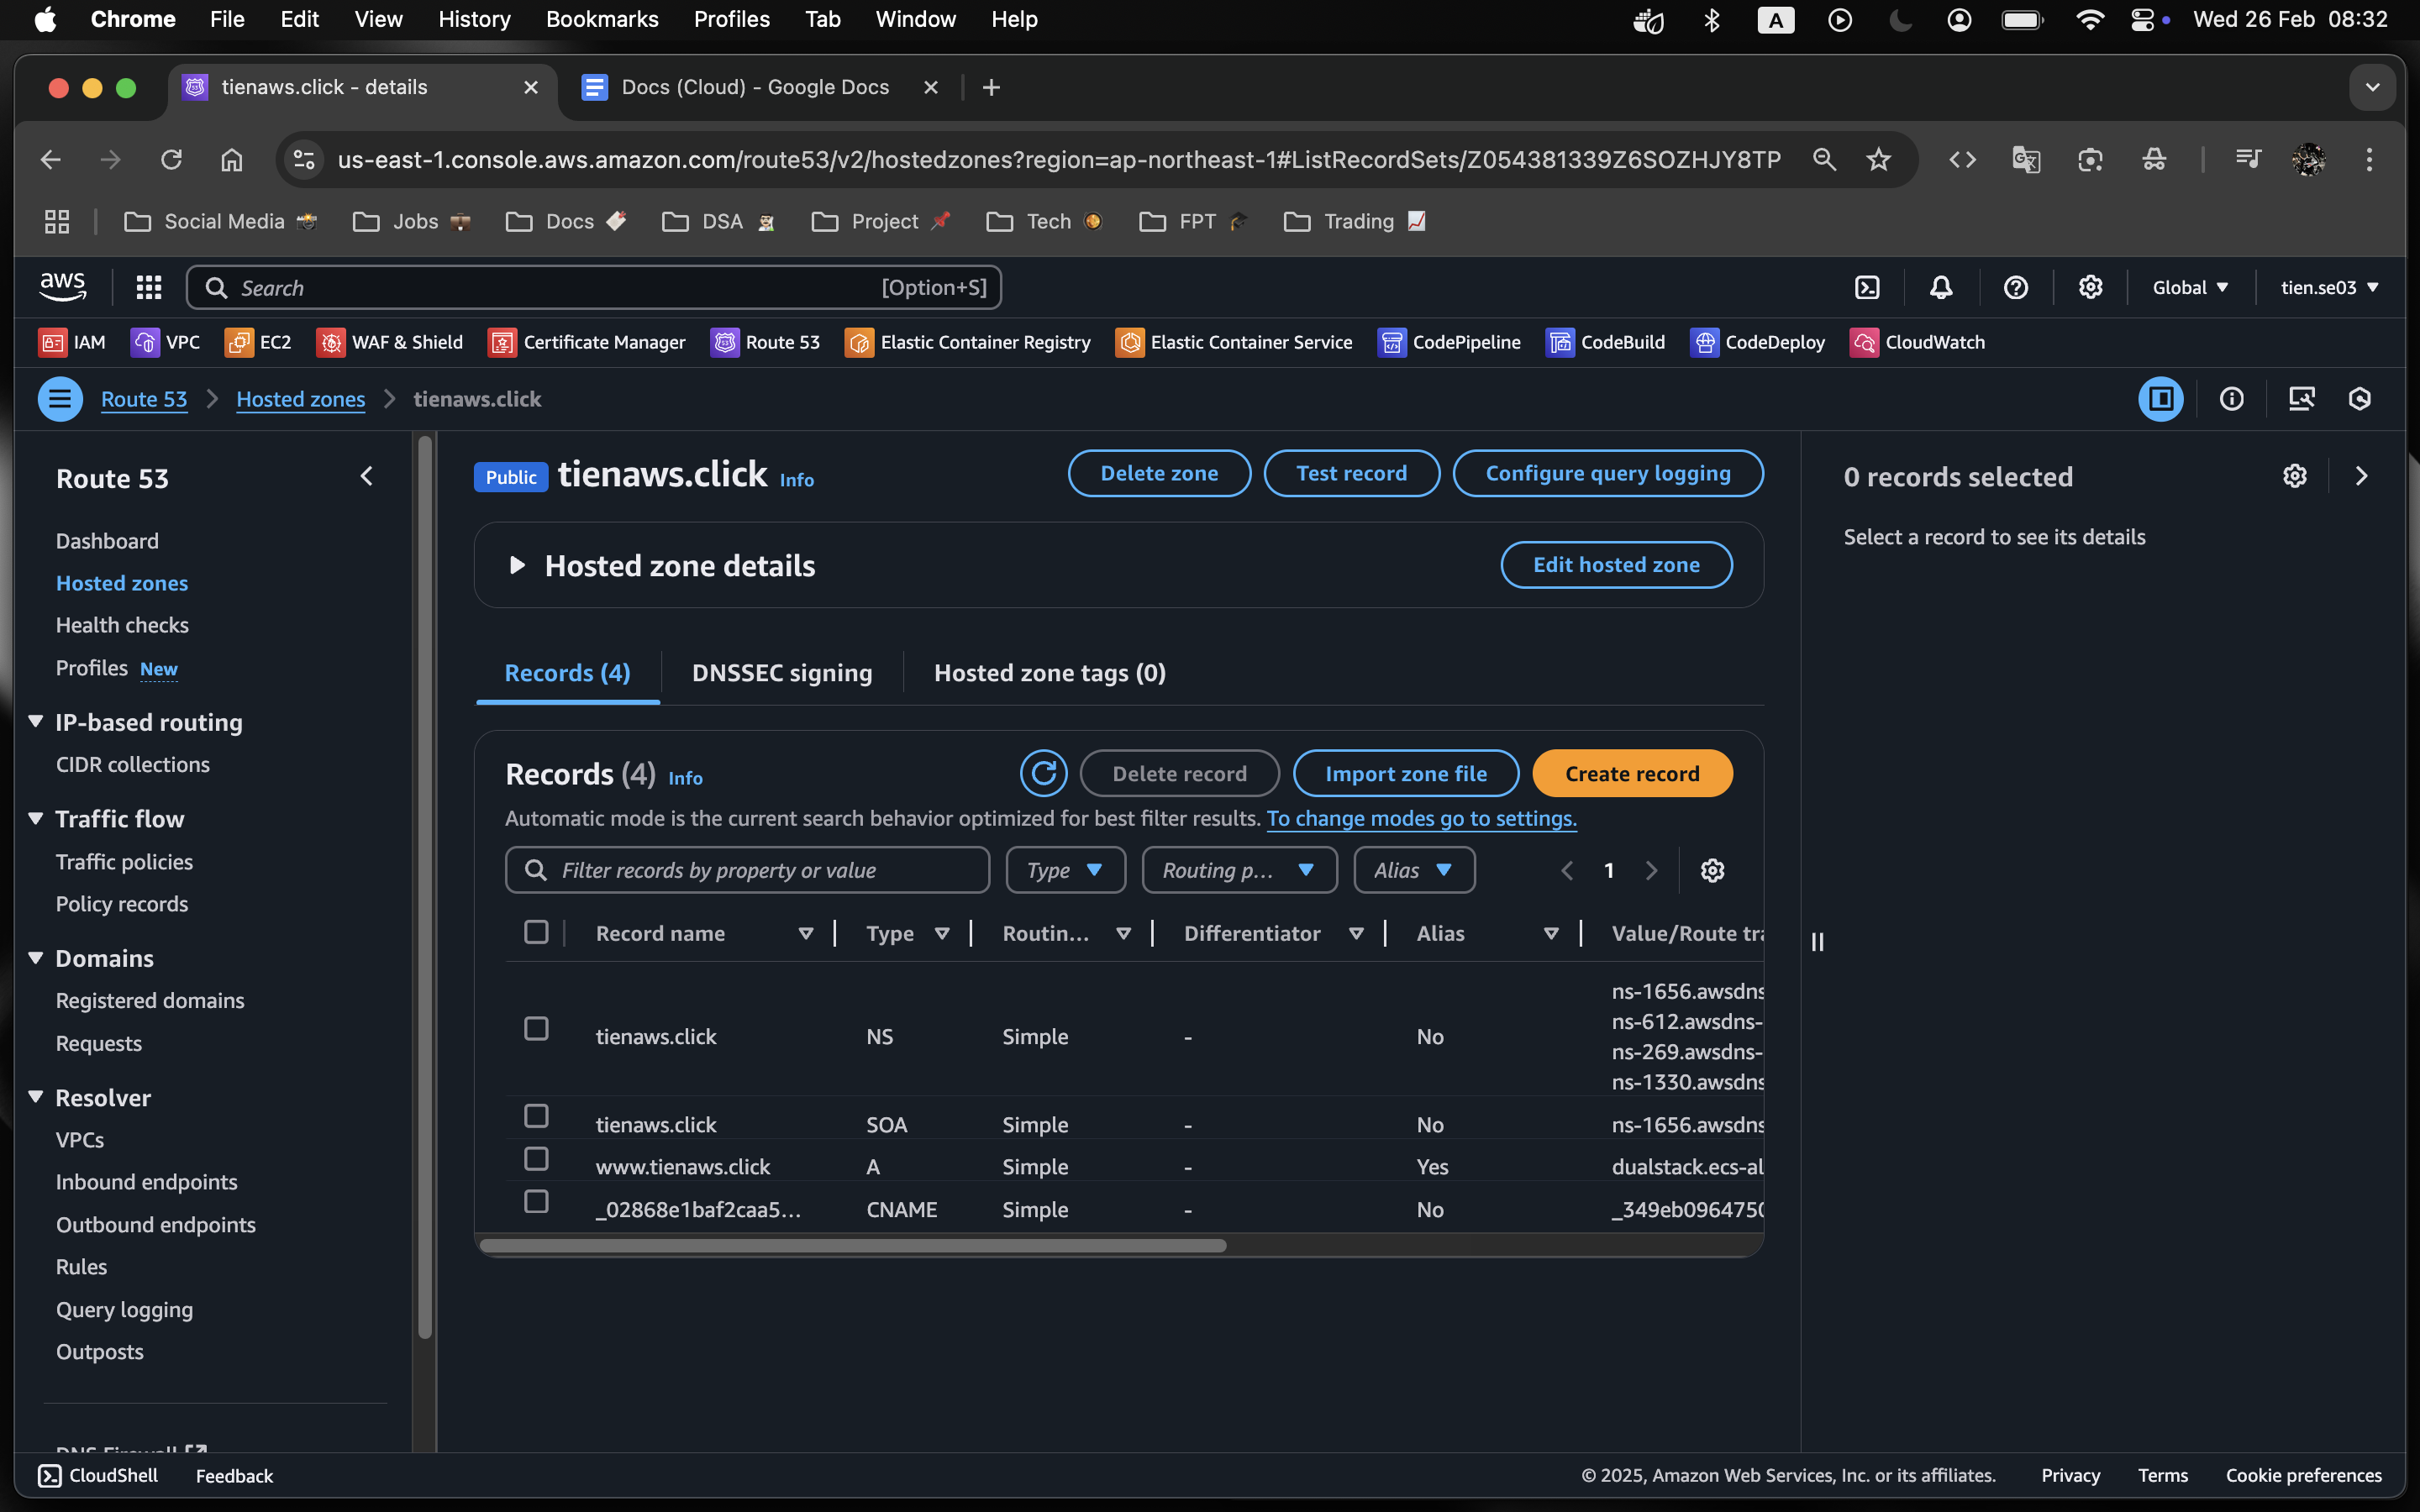 Chrome File Edit View History Bookmarks Profiles Tab Window Help A Wed 26 Feb 08:32
tienaws.click - details Docs (Cloud) - Google Docs
us-east-1.console.aws.amazon.com/route53/v2/hostedzones?region=ap-northeast-1#ListRecordSets/Z054381339Z6SOZHJY8TP
Social Media Jobs Docs DSA Project Tech FPT Trading
aws Search [Option+S] Global tien.se03
IAM VPC EC2 WAF & Shield Certificate Manager Route 53 Elastic Container Registry Elastic Container Service CodePipeline CodeBuild CodeDeploy CloudWatch
Route 53 Hosted zones tienaws.click
Route 53
Dashboard
Hosted zones
Health checks
Profiles New
IP-based routing
CIDR collections
Traffic flow
Traffic policies
Policy records
Domains
Registered domains
Requests
Resolver
VPCs
Inbound endpoints
Outbound endpoints
Rules
Query logging
Outposts
DNS Firewall
Public tienaws.click Info Delete zone Test record Configure query logging
Hosted zone details Edit hosted zone
Records (4) DNSSEC signing Hosted zone tags (0)
Records (4) Info Delete record Import zone file Create record
Automatic mode is the current search behavior optimized for best filter results. To change modes go to settings.
Filter records by property or value Type Routing p... Alias 1
Record name Type Routin... Differentiator Alias Value/Route tra
tienaws.click NS Simple - No ns-1656.awsdns
ns-612.awsdns-
ns-269.awsdns-
ns-1330.awsdns
tienaws.click SOA Simple - No ns-1656.awsdns
www.tienaws.click A Simple - Yes dualstack.ecs-al
_02868e1baf2caa5... CNAME Simple - No _349eb0964750
0 records selected
Select a record to see its details
CloudShell Feedback © 2025, Amazon Web Services, Inc. or its affiliates. Privacy Terms Cookie preferences